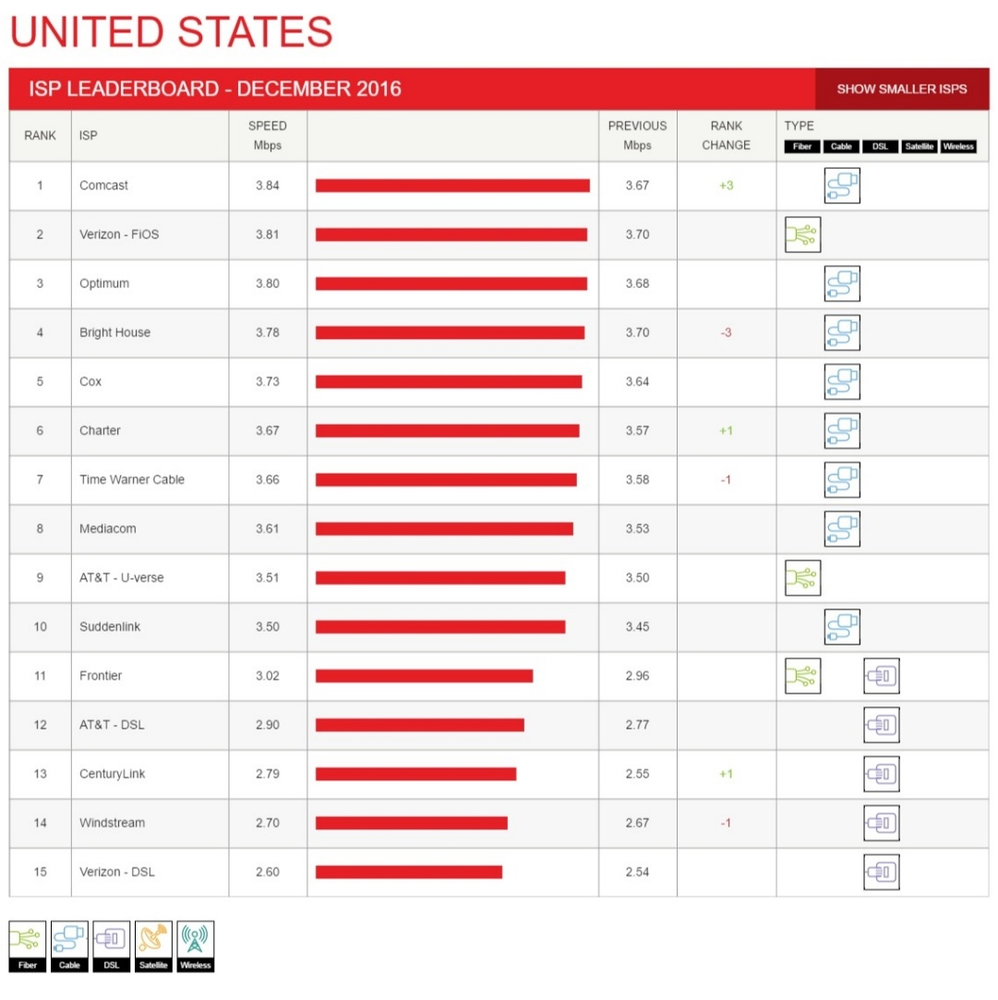 UNITED STATES
ISP LEADERBOARD - DECEMBER 2016 SHOW SMALLER ISPS
RANK ISP SPEED Mbps PREVIOUS Mbps RANK CHANGE TYPE
Fiber Cable DSL Satellite Wireless
1 Comcast 3.84 3.67 +3
2 Verizon - FiOS 3.81 3.70
3 Optimum 3.80 3.68
4 Bright House 3.78 3.70 -3
5 Cox 3.73 3.64
6 Charter 3.67 3.57 +1
7 Time Warner Cable 3.66 3.58 -1
8 Mediacom 3.61 3.53
9 AT&T - U-verse 3.51 3.50
10 Suddenlink 3.50 3.45
11 Frontier 3.02 2.96
12 AT&T - DSL 2.90 2.77
13 CenturyLink 2.79 2.55 +1
14 Windstream 2.70 2.67 -1
15 Verizon - DSL 2.60 2.54
Fiber Cable DSL Satellite Wireless